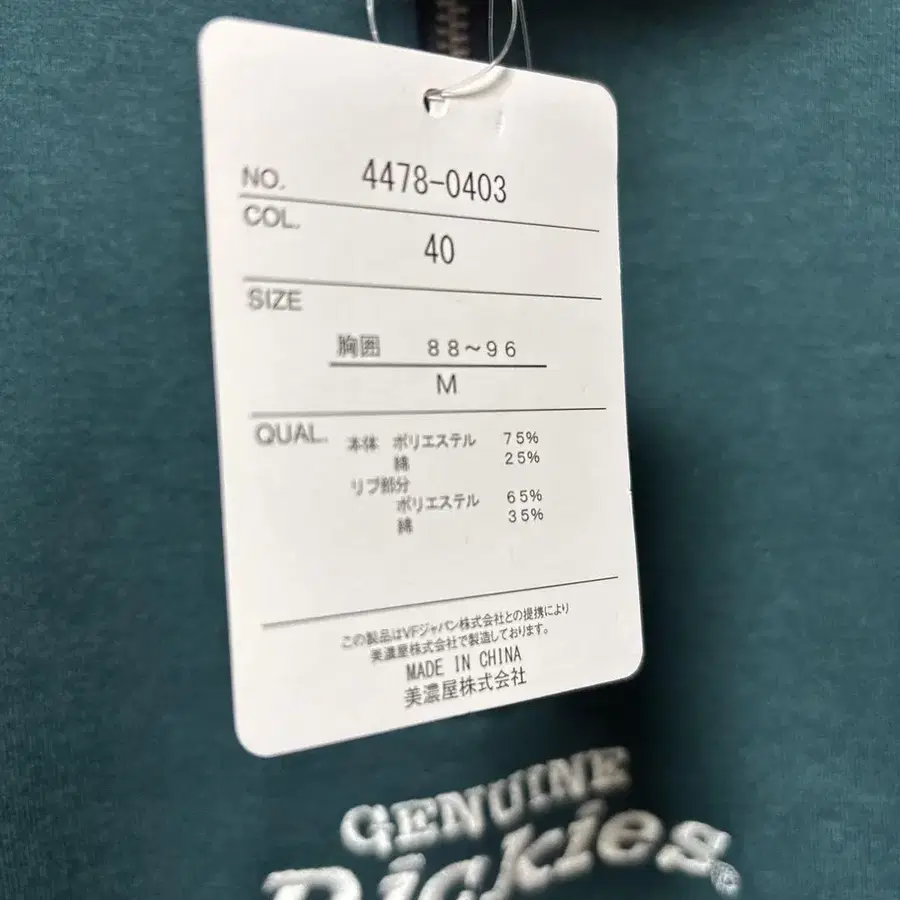 NO. 4478-0403
COL.
40
SIZE
胸囲 88~96
M
QUAL. 本体 ポリエステル 75%
綿 25%
リブ部分
ポリエステル 65%
綿 35%
この製品はVFジャパン株式会社との提携により
美濃屋株式会社で製造しております。
MADE IN CHINA
美濃屋株式会社
GENUINE
Dickies